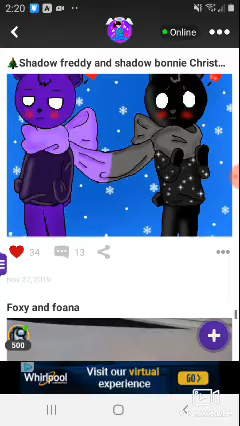 2:20
Online
🎄Shadow freddy and shadow bonnie Christ...
34
13
Nov 27, 2019
Foxy and foana
500
Whirlpool
Visit our virtual
experience
GO